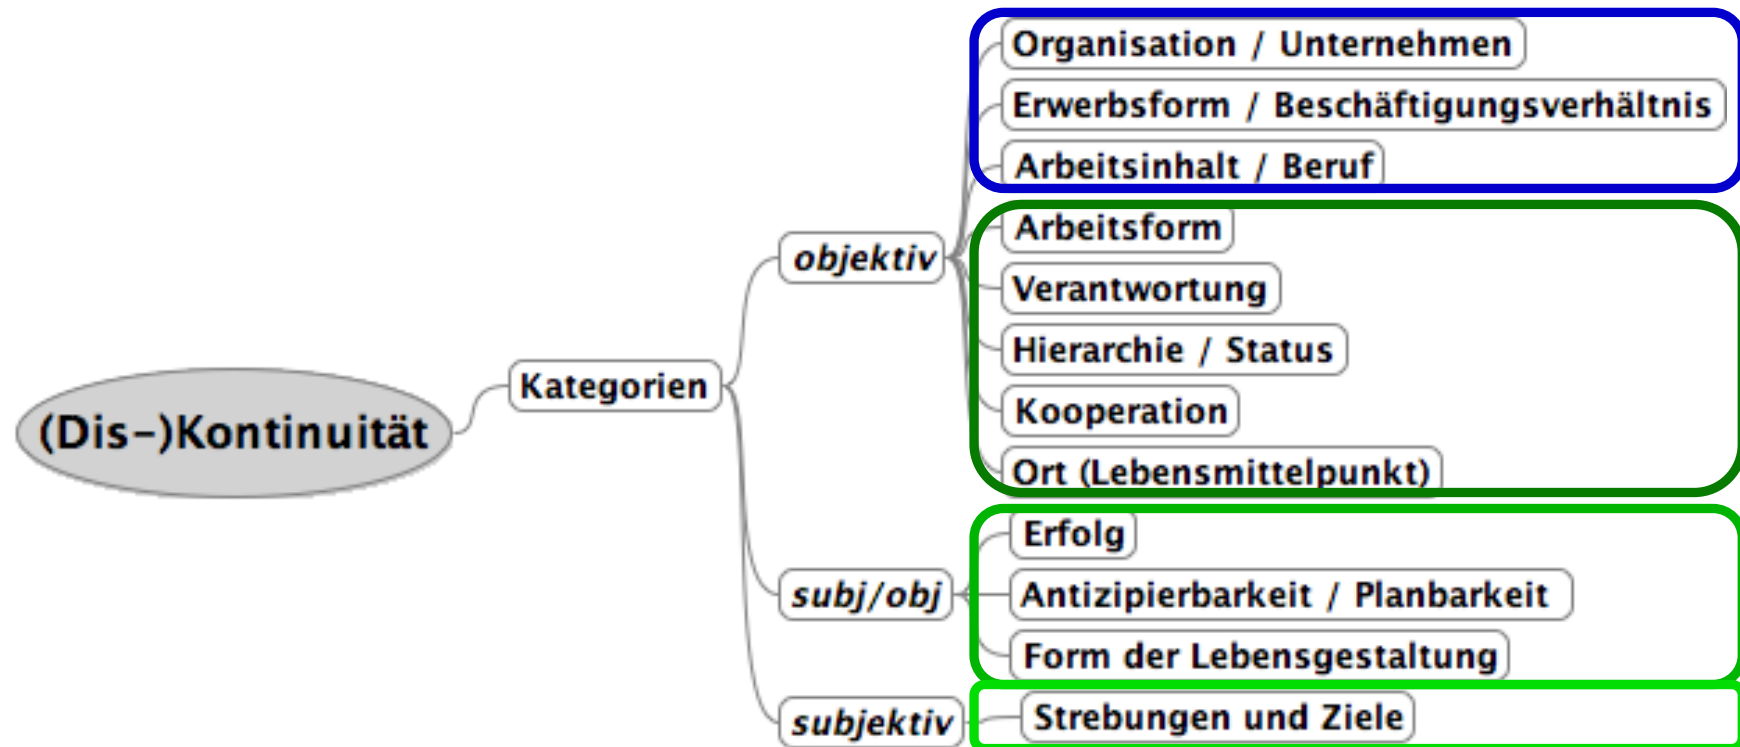 (Dis-)Kontinuität
Kategorien
objektiv
Organisation / Unternehmen
Erwerbsform / Beschäftigungsverhältnis
Arbeitsinhalt / Beruf
Arbeitsform
Verantwortung
Hierarchie / Status
Kooperation
Ort (Lebensmittelpunkt)
subj/obj
Erfolg
Antizipierbarkeit / Planbarkeit
Form der Lebensgestaltung
subjektiv
Strebungen und Ziele